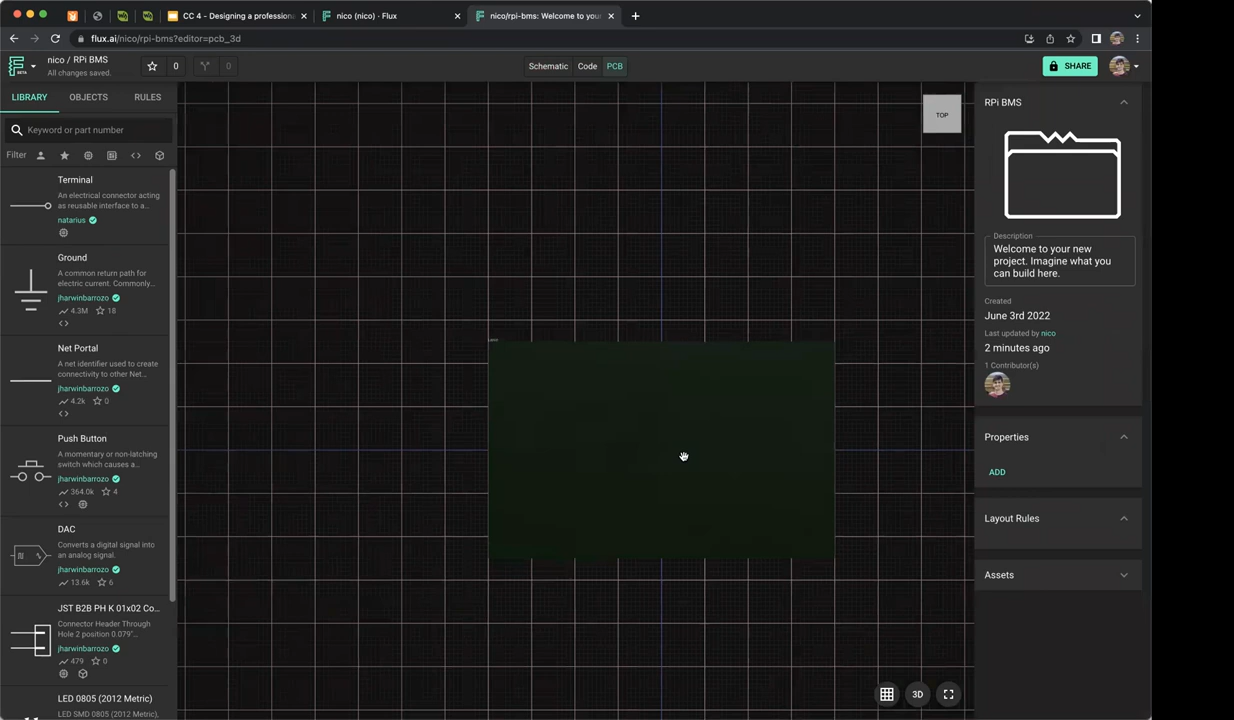 CC 4 - Designing a professiona
nico (nico) · Flux
nico/rpi-bms: Welcome to your
flux.ai/nico/rpi-bms?editor=pcb_3d
nico / RPi BMS
All changes saved.
BETA
0
0
Schematic
Code
PCB
SHARE
LIBRARY
OBJECTS
RULES
Keyword or part number
Filter
Terminal
An electrical connector acting
as reusable interface to a…
natarius
Ground
A common return path for
electric current. Commonly…
jharwinbarrozo
4.3M
18
Net Portal
A net identifier used to create
connectivity to other Net…
jharwinbarrozo
4.2k
0
Push Button
A momentary or non-latching
switch which causes a…
jharwinbarrozo
364.0k
4
DAC
Converts a digital signal into
an analog signal.
jharwinbarrozo
13.6k
6
JST B2B PH K 01x02 Co…
Connector Header Through
Hole 2 position 0.079"…
jharwinbarrozo
479
0
LED 0805 (2012 Metric)
LED SMD 0805 (2012 Metric),
TOP
3D
RPi BMS
Description
Welcome to your new
project. Imagine what you
can build here.
Created
June 3rd 2022
Last updated by nico
2 minutes ago
1 Contributor(s)
Properties
ADD
Layout Rules
Assets